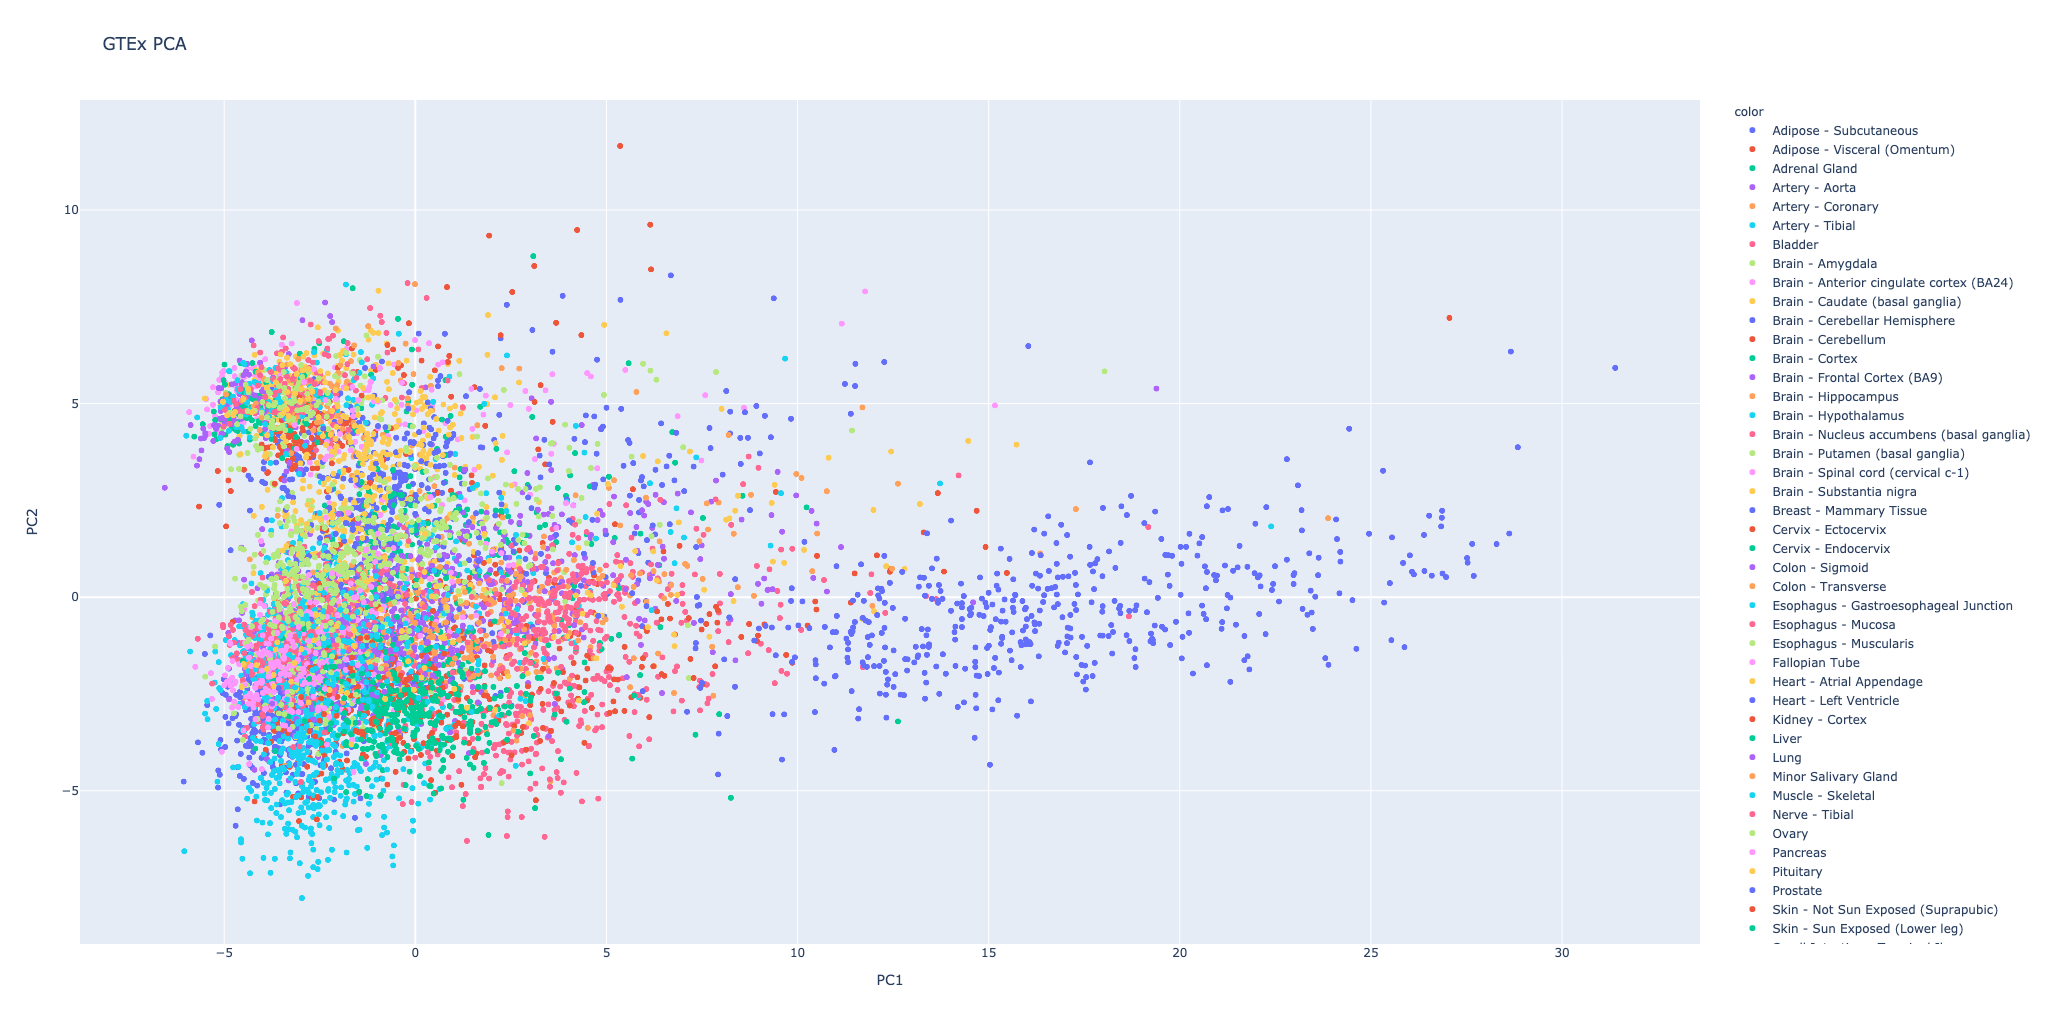 GTEx PCA
PC2
10
5
0
−5
−5
0
5
10
15
20
25
30
PC1
color
Adipose - Subcutaneous
Adipose - Visceral (Omentum)
Adrenal Gland
Artery - Aorta
Artery - Coronary
Artery - Tibial
Bladder
Brain - Amygdala
Brain - Anterior cingulate cortex (BA24)
Brain - Caudate (basal ganglia)
Brain - Cerebellar Hemisphere
Brain - Cerebellum
Brain - Cortex
Brain - Frontal Cortex (BA9)
Brain - Hippocampus
Brain - Hypothalamus
Brain - Nucleus accumbens (basal ganglia)
Brain - Putamen (basal ganglia)
Brain - Spinal cord (cervical c-1)
Brain - Substantia nigra
Breast - Mammary Tissue
Cervix - Ectocervix
Cervix - Endocervix
Colon - Sigmoid
Colon - Transverse
Esophagus - Gastroesophageal Junction
Esophagus - Mucosa
Esophagus - Muscularis
Fallopian Tube
Heart - Atrial Appendage
Heart - Left Ventricle
Kidney - Cortex
Liver
Lung
Minor Salivary Gland
Muscle - Skeletal
Nerve - Tibial
Ovary
Pancreas
Pituitary
Prostate
Skin - Not Sun Exposed (Suprapubic)
Skin - Sun Exposed (Lower leg)